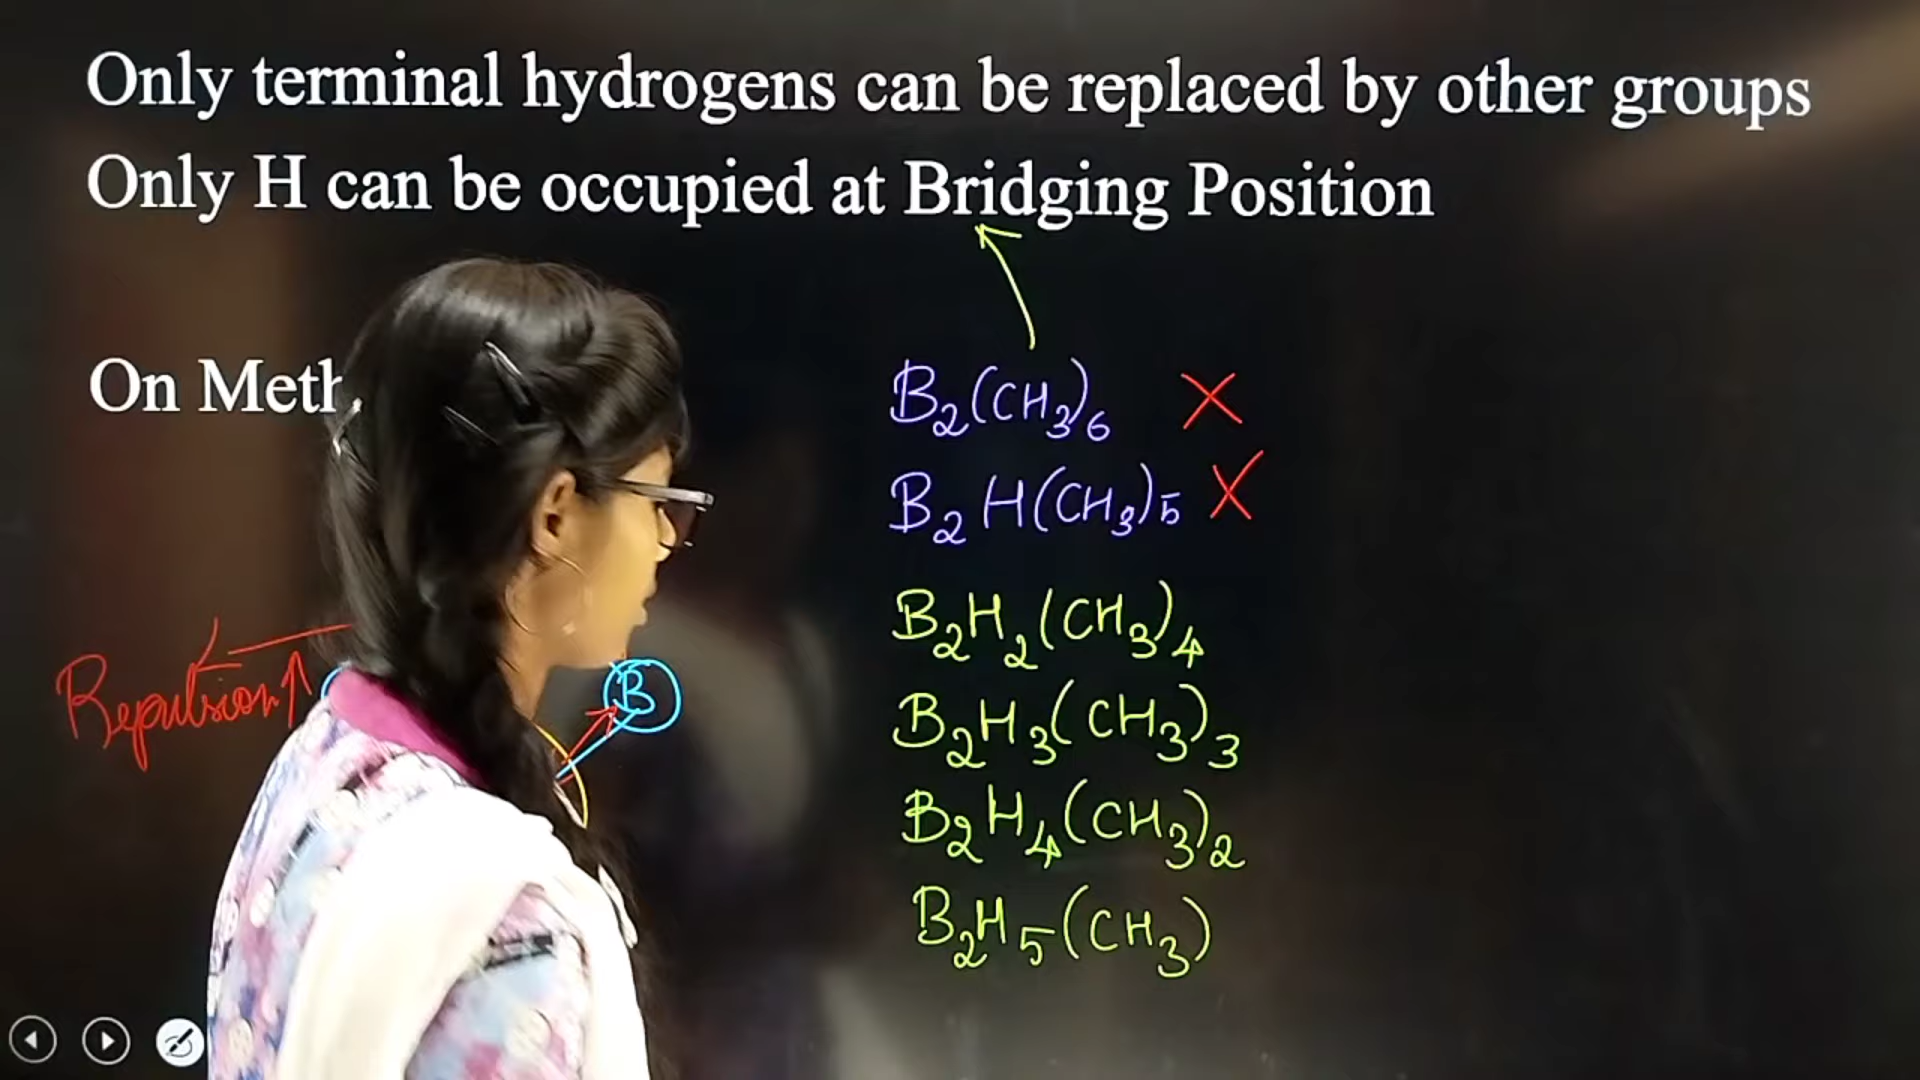 Only terminal hydrogens can be replaced by other groups
Only H can be occupied at Bridging Position
On Meth
B₂(CH₃)₆ X
B₂H(CH₃)₅ X
B₂H₂(CH₃)₄
Repulsion↑
B
B₂H₃(CH₃)₃
B₂H₄(CH₃)₂
B₂H₅(CH₃)